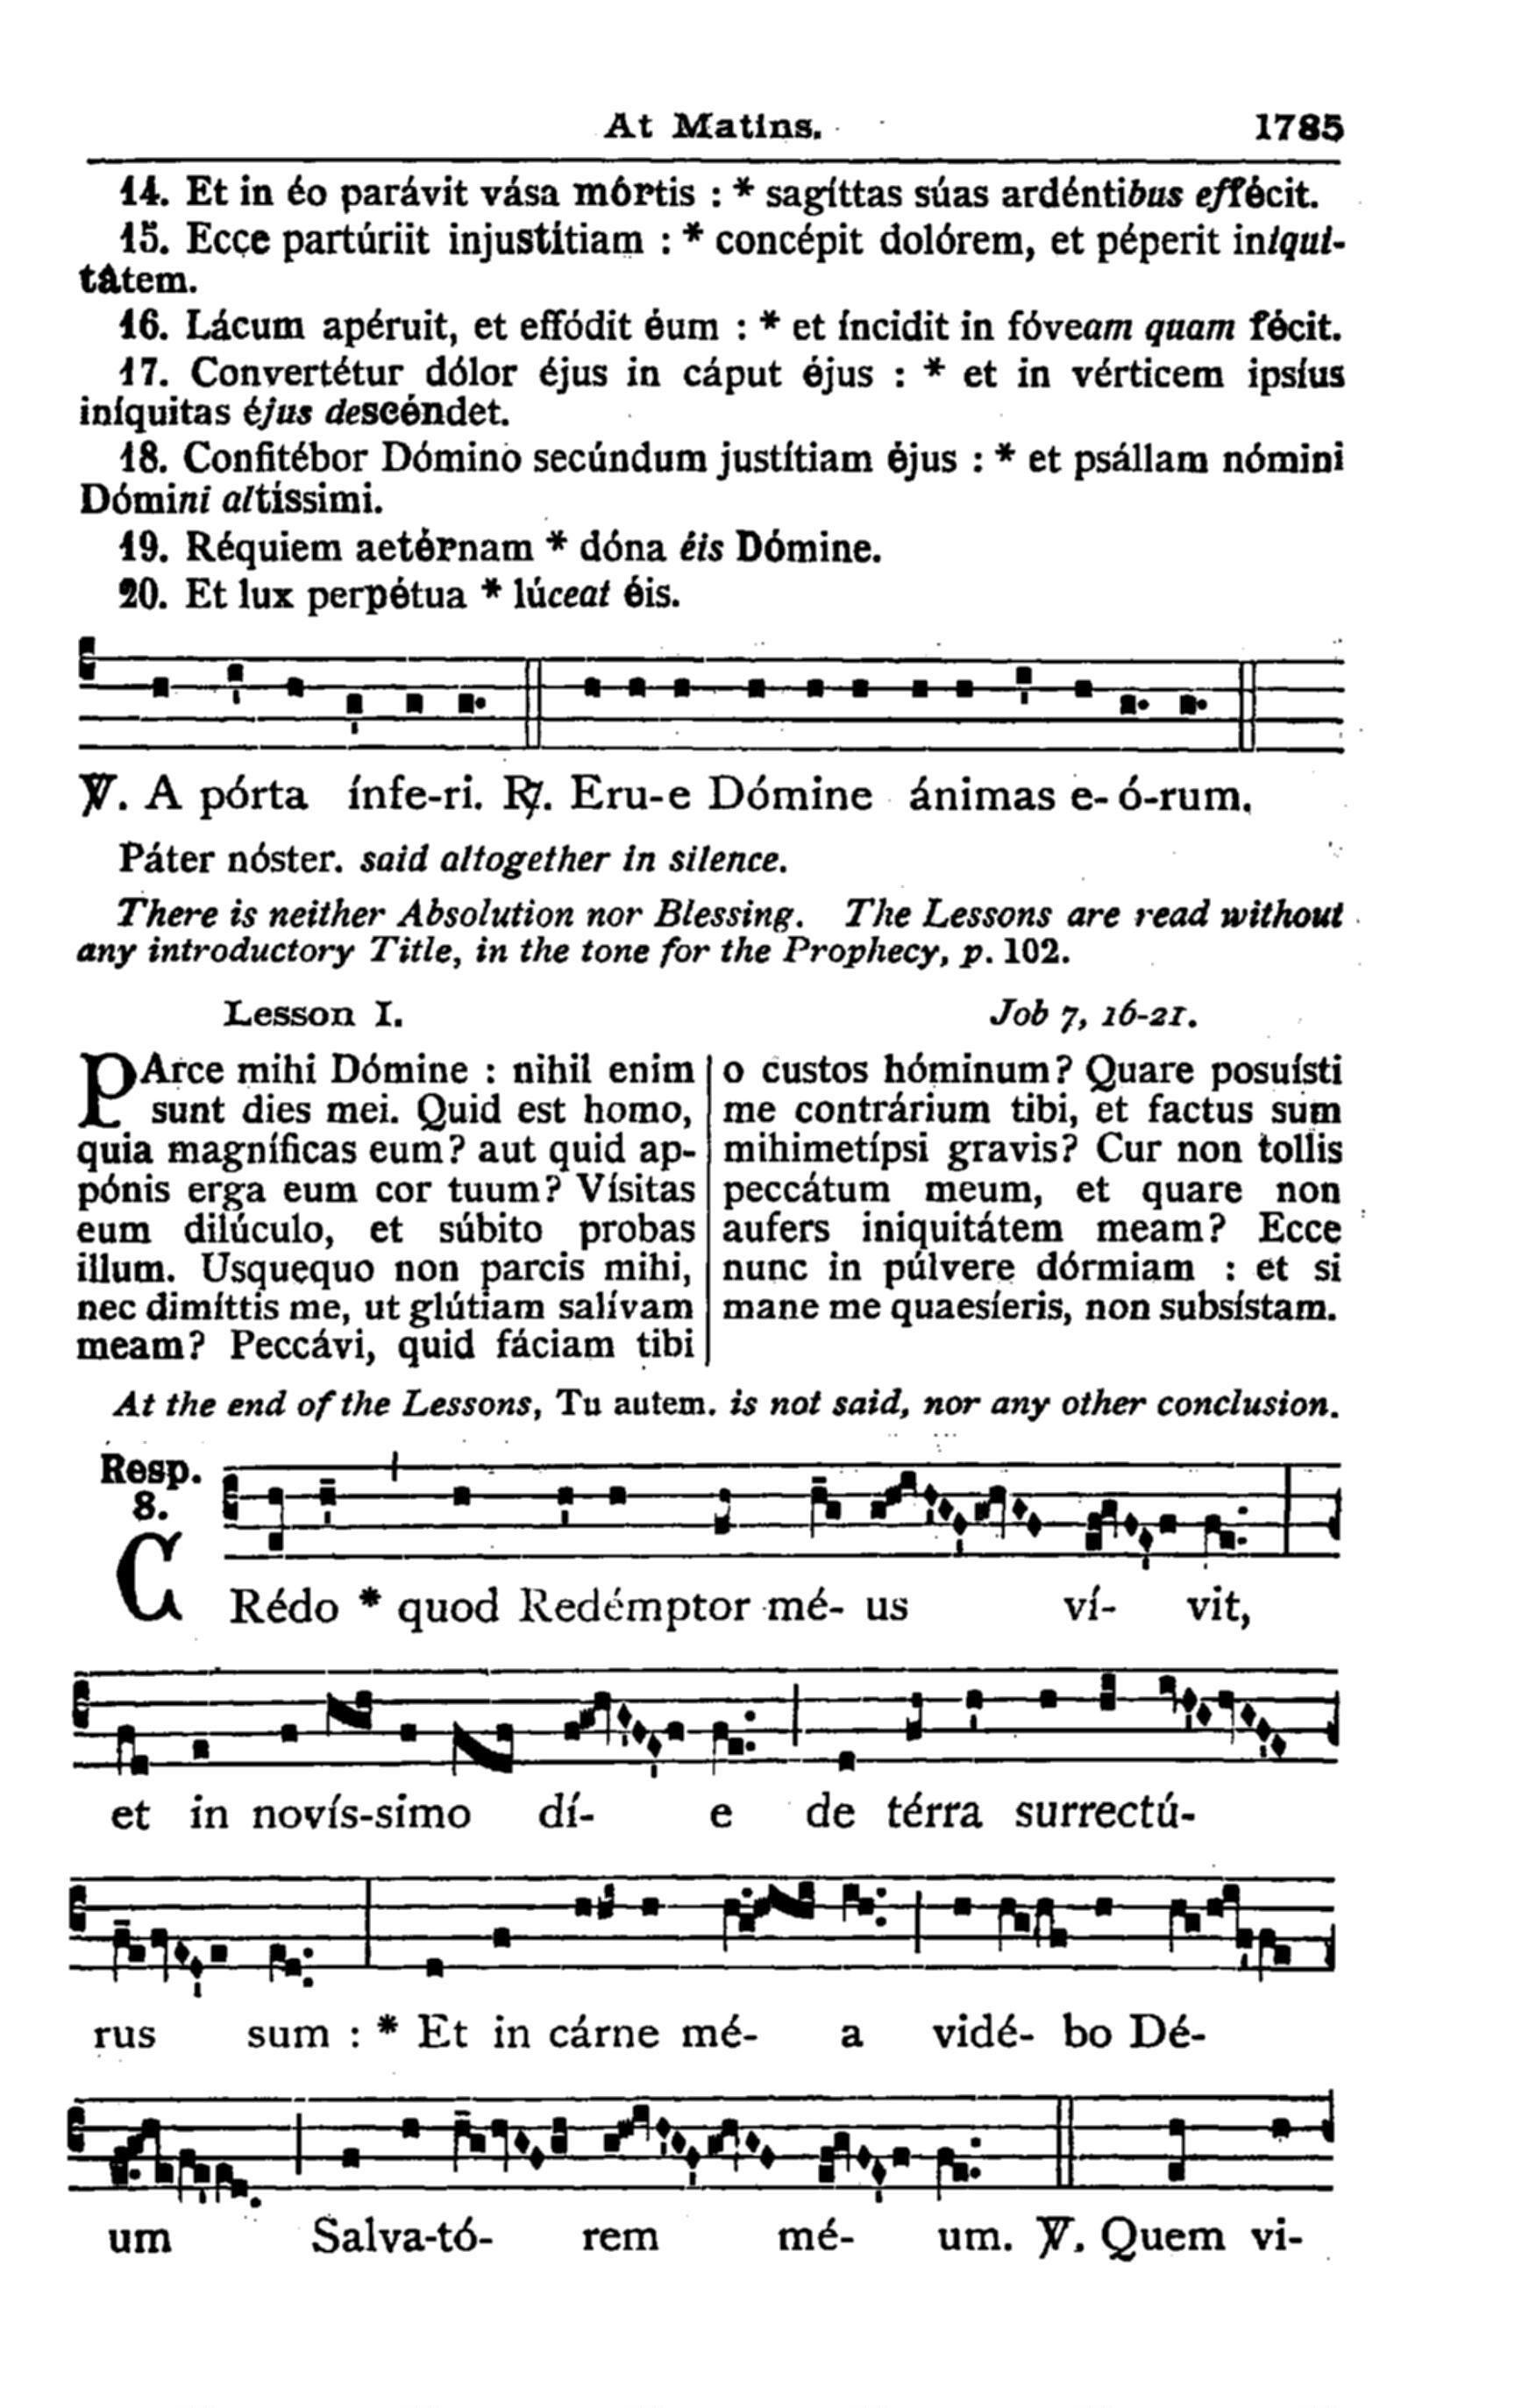 At Matins. 1785
14. Et in éo parávit vása mórtis : * sagíttas súas ardéntibus effécit.
15. Ecce partúriit injustítiam : * concépit dolórem, et péperit iniqui-
tátem.
16. Lácum apéruit, et effódit éum : * et íncidit in fóveam quam fécit.
17. Convertétur dólor éjus in cáput éjus : * et in vérticem ipsíus
iníquitas éjus descéndet.
18. Confitébor Dómino secúndum justítiam éjus : * et psállam nómini
Dómini altíssimi.
19. Réquiem aetérnam * dóna éis Dómine.
20. Et lux perpétua * lúceat éis.
℣. A pórta ínfe-ri. ℟. Eru-e Dómine ánimas e-ó-rum.
Páter nóster. said altogether in silence.
There is neither Absolution nor Blessing. The Lessons are read without
any introductory Title, in the tone for the Prophecy, p. 102.
Lesson I. Job 7, 16-21.
PArce mihi Dómine : nihil enim
sunt dies mei. Quid est homo,
quia magníficas eum? aut quid ap-
pónis erga eum cor tuum? Vísitas
eum dilúculo, et súbito probas
illum. Usquequo non parcis mihi,
nec dimíttis me, ut glútiam salívam
meam? Peccávi, quid fáciam tibi
o custos hóminum? Quare posuísti
me contrárium tibi, et factus sum
mihimetípsi gravis? Cur non tollis
peccátum meum, et quare non
aufers iniquitátem meam? Ecce
nunc in púlvere dórmiam : et si
mane me quaesíeris, non subsístam.
At the end of the Lessons, Tu autem. is not said, nor any other conclusion.
Resp.
8.
CRédo * quod Redémptor mé- us ví- vit,
et in novís-simo dí- e de térra surrectú-
rus sum : * Et in cárne mé- a vidé- bo Dé-
um Salva-tó- rem mé- um. ℣. Quem vi-